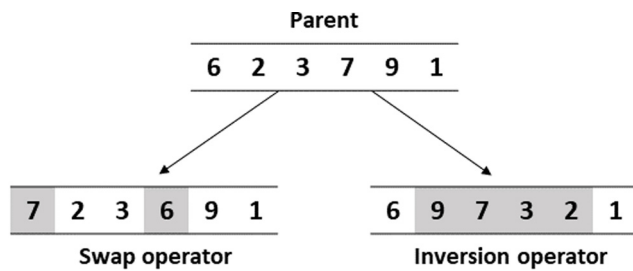 Parent
6 2 3 7 9 1
7 2 3 6 9 1
Swap operator
6 9 7 3 2 1
Inversion operator